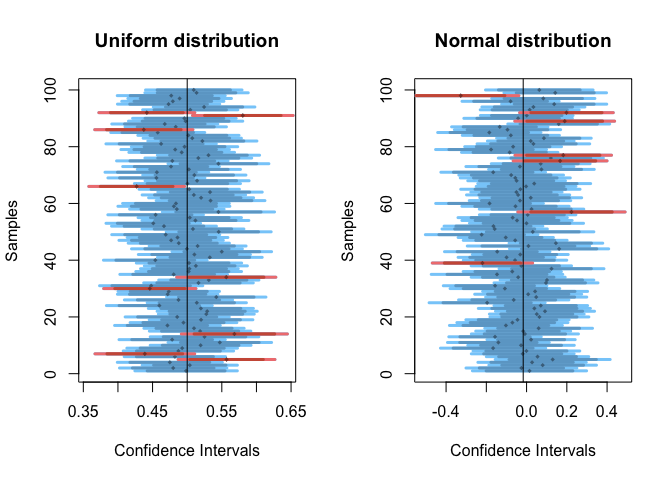 Uniform distribution
Samples
0 20 40 60 80 100
0.35 0.45 0.55 0.65
Confidence Intervals
Normal distribution
Samples
0 20 40 60 80 100
-0.4 0.0 0.2 0.4
Confidence Intervals